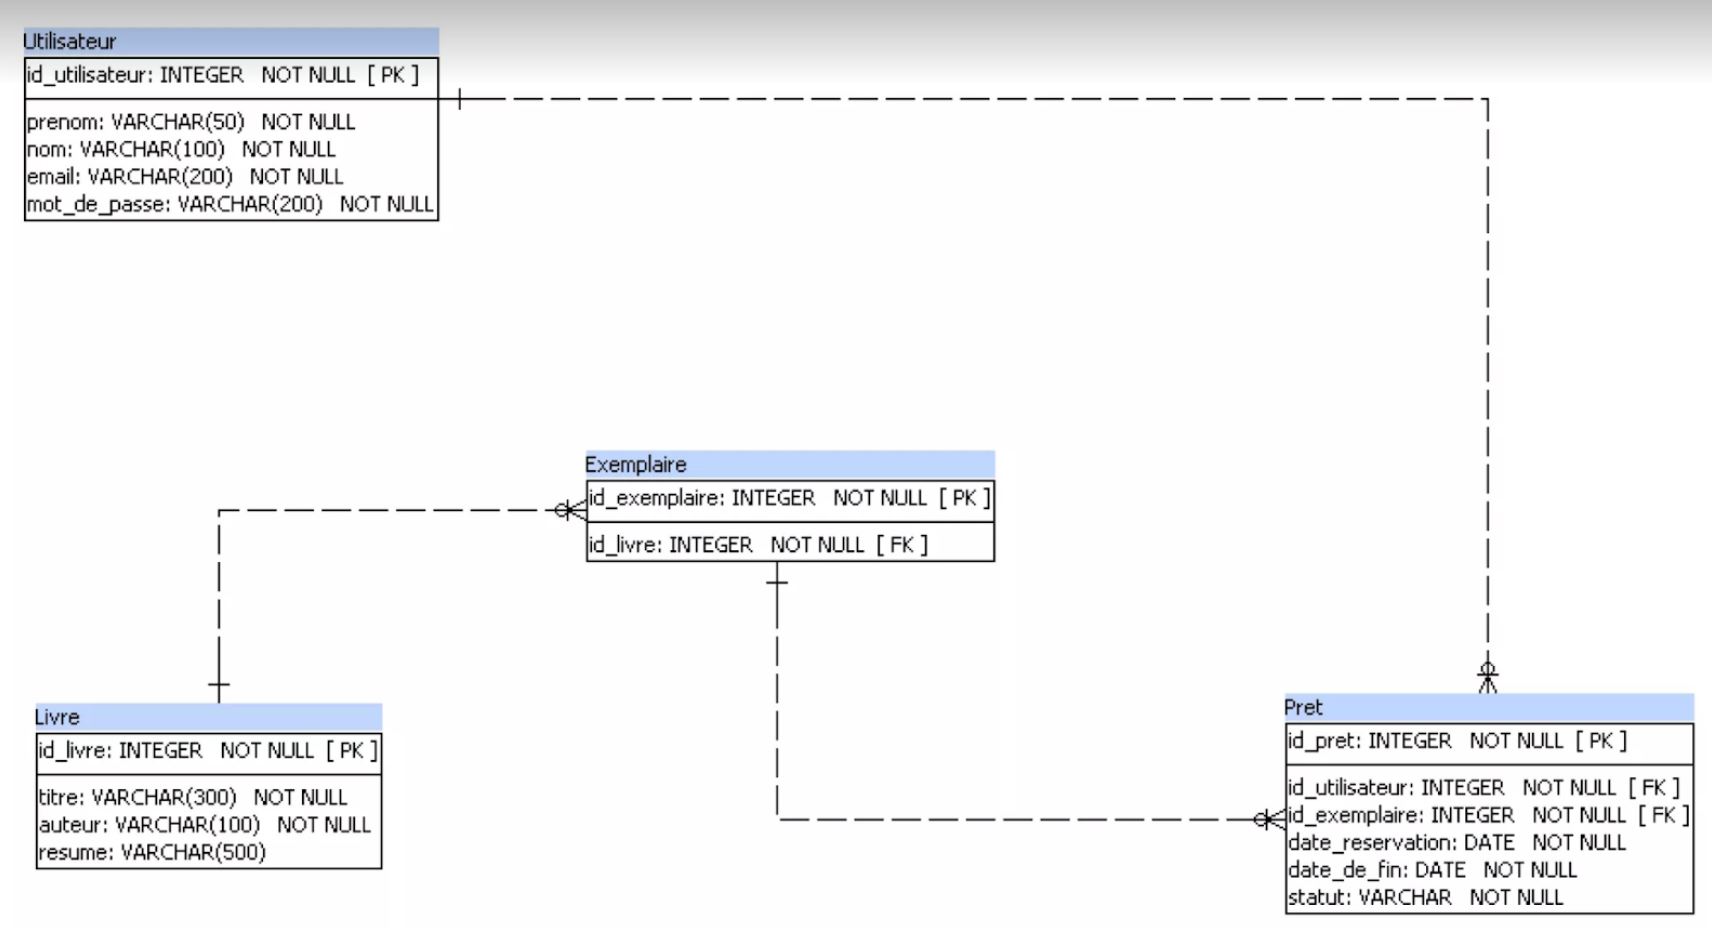 Utilisateur
id_utilisateur: INTEGER NOT NULL [ PK ]
prenom: VARCHAR(50) NOT NULL
nom: VARCHAR(100) NOT NULL
email: VARCHAR(200) NOT NULL
mot_de_passe: VARCHAR(200) NOT NULL
Exemplaire
id_exemplaire: INTEGER NOT NULL [ PK ]
id_livre: INTEGER NOT NULL [ FK ]
Livre
id_livre: INTEGER NOT NULL [ PK ]
titre: VARCHAR(300) NOT NULL
auteur: VARCHAR(100) NOT NULL
resume: VARCHAR(500)
Pret
id_pret: INTEGER NOT NULL [ PK ]
id_utilisateur: INTEGER NOT NULL [ FK ]
id_exemplaire: INTEGER NOT NULL [ FK ]
date_reservation: DATE NOT NULL
date_de_fin: DATE NOT NULL
statut: VARCHAR NOT NULL